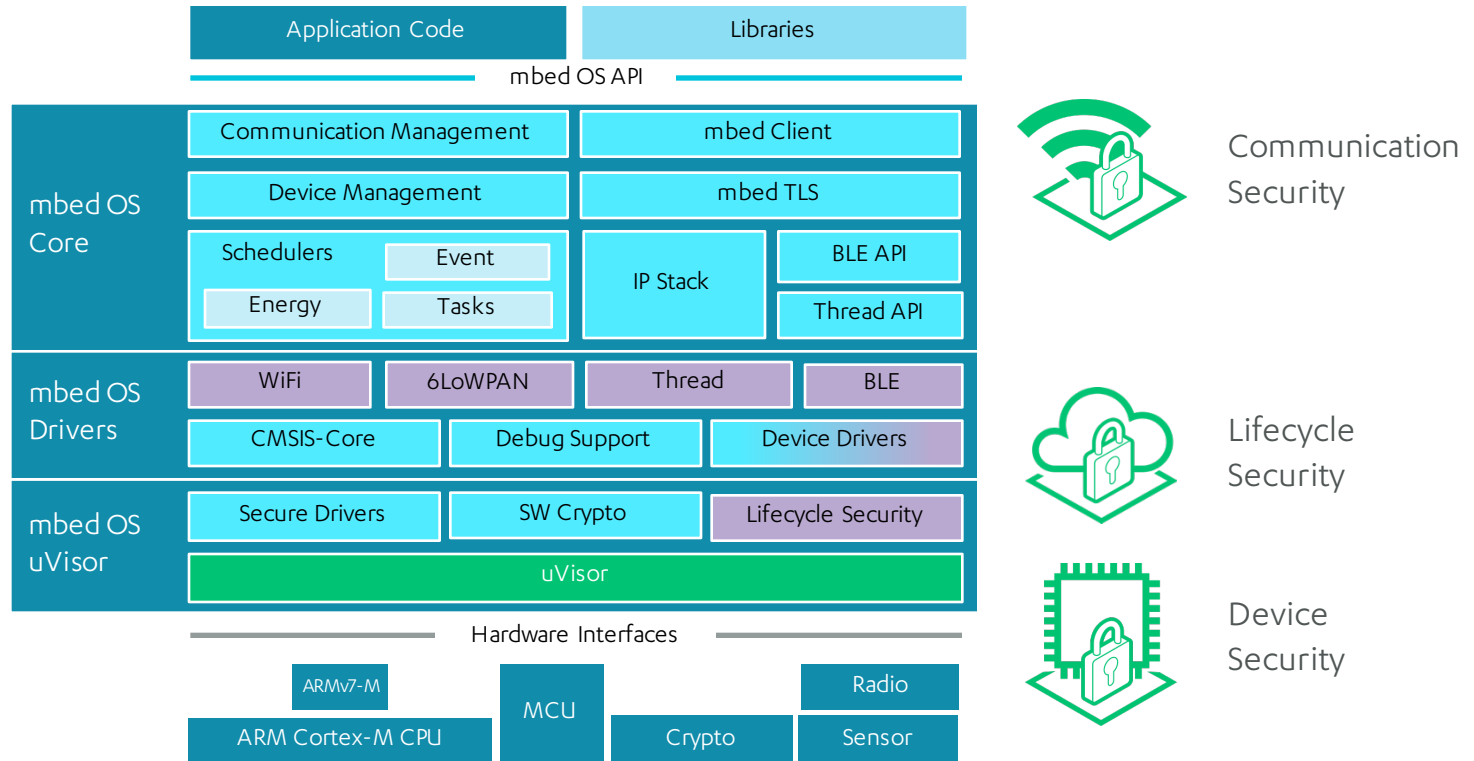 Application Code
Libraries
mbed OS API
mbed OS
Core
Communication Management
mbed Client
Device Management
mbed TLS
Schedulers
Event
Energy
Tasks
IP Stack
BLE API
Thread API
mbed OS
Drivers
WiFi
6LoWPAN
Thread
BLE
CMSIS-Core
Debug Support
Device Drivers
mbed OS
uVisor
Secure Drivers
SW Crypto
Lifecycle Security
uVisor
Hardware Interfaces
ARMv7-M
MCU
Radio
ARM Cortex-M CPU
Crypto
Sensor
Communication
Security
Lifecycle
Security
Device
Security